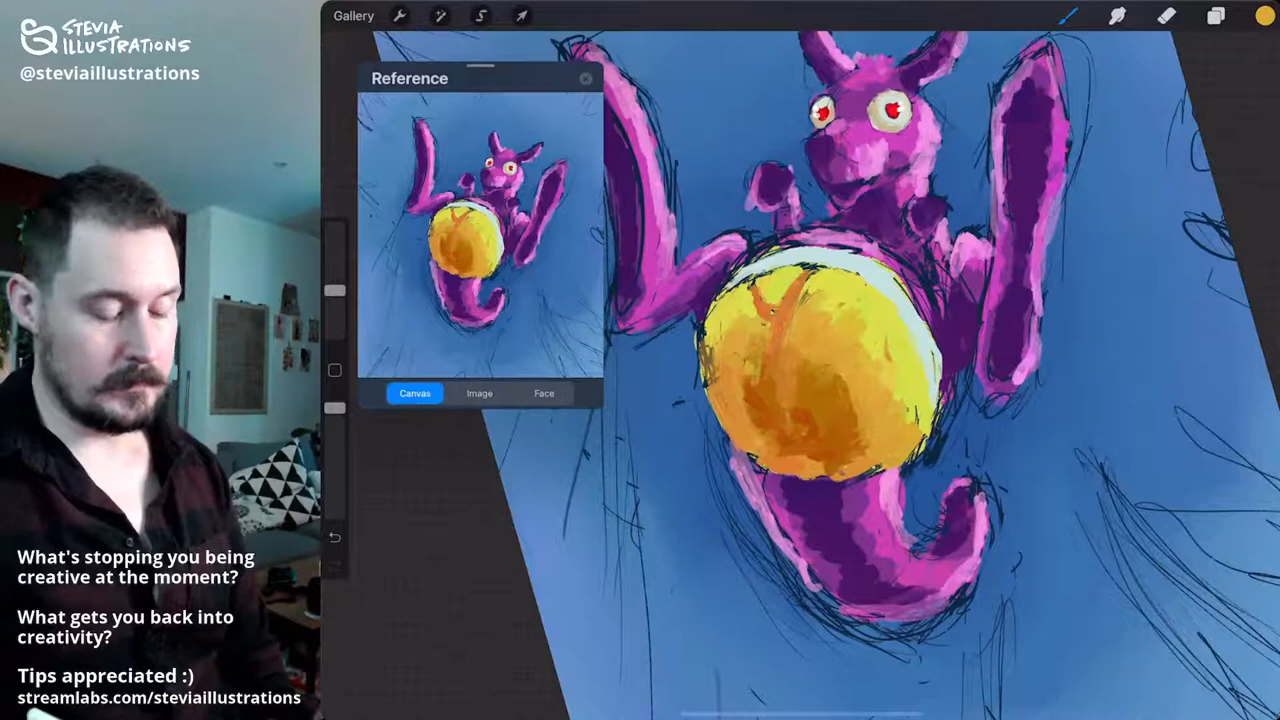 STEVIA
ILLUSTRATIONS
@steviaillustrations
Gallery
Reference
Canvas
Image
Face
What's stopping you being
creative at the moment?
What gets you back into
creativity?
Tips appreciated :)
streamlabs.com/steviaillustrations